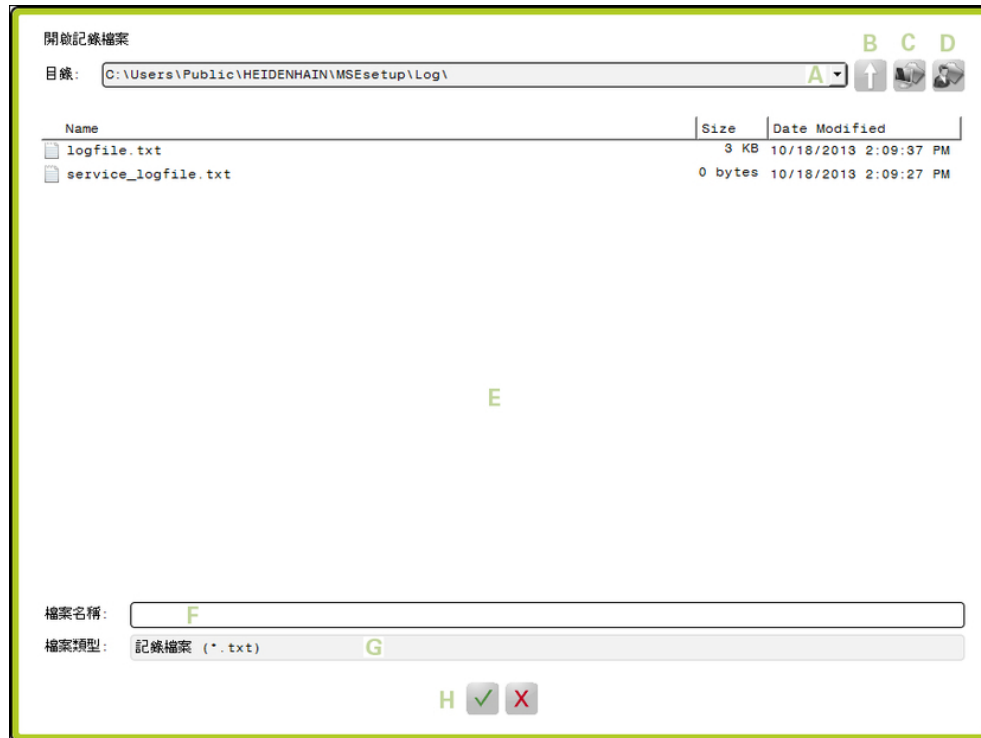 開啟記錄檔案
B C D
目錄: C:\Users\Public\HEIDENHAIN\MSEsetup\Log\ A
Name Size Date Modified
logfile.txt 3 KB 10/18/2013 2:09:37 PM
service_logfile.txt 0 bytes 10/18/2013 2:09:27 PM
E
檔案名稱: F
檔案類型: 記錄檔案 (*.txt) G
H